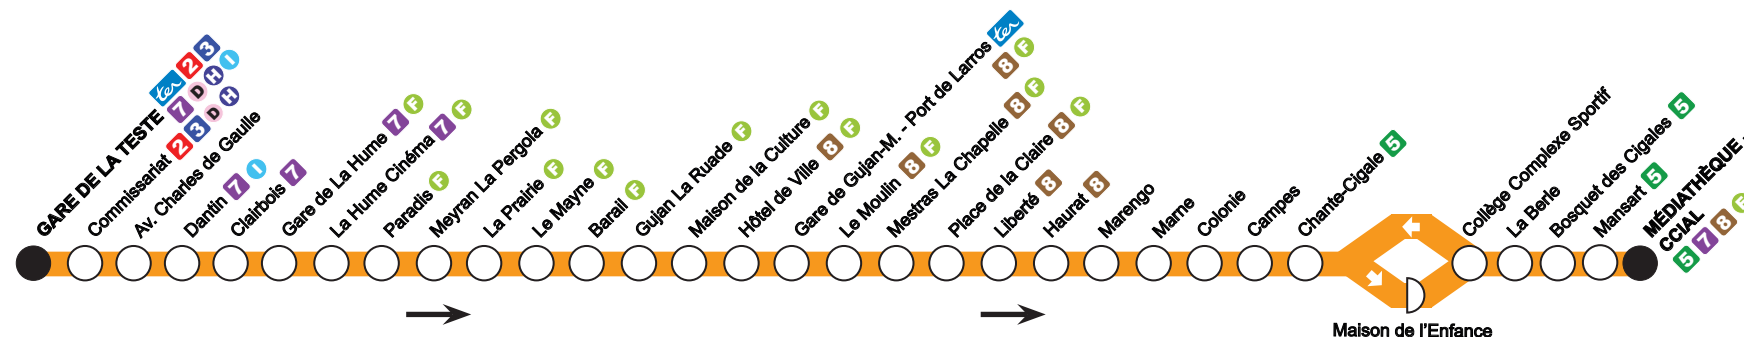 GARE DE LA TESTE ter 2 3
7 D H I
Commissariat 2 3 D H
Av. Charles de Gaulle
Dantin 7 I
Clairbois 7
Gare de La Hume 7 F
La Hume Cinéma 7 F
Paradis F
Meyran La Pergola F
La Prairie F
Le Mayne F
Barail F
Gujan La Ruade F
Maison de la Culture F
Hôtel de Ville 8 F
Gare de Gujan-M. - Port de Larros ter
8 F
Le Moulin 8 F
Mestras La Chapelle 8 F
Place de la Claire 8 F
Liberté 8
Haurat 8
Marengo
Marne
Colonie
Campes
Chante-Cigale 5
Maison de l'Enfance
Collège Complexe Sportif
La Berle
Bosquet des Cigales 5
Mansart 5
MÉDIATHÈQUE -
CCIAL
5 7 8 F